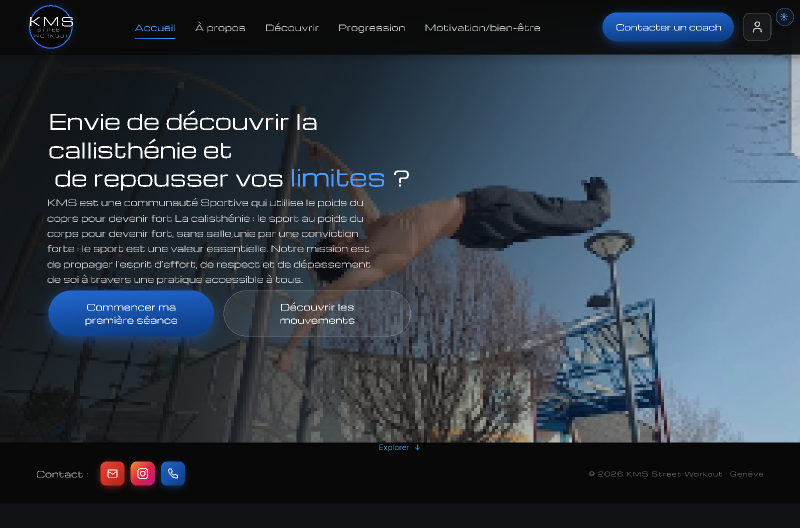 KMS
STREET
WORKOUT
Accueil
À propos
Découvrir
Progression
Motivation/bien-être
Contacter un coach
Envie de découvrir la
callisthénie et
de repousser vos limites ?
KMS est une communauté Sportive qui utilise le poids du
coprs pour devenir fort La calisthénie : le sport au poids du
corps pour devenir fort, sans salle,unie par une conviction
forte : le sport est une valeur essentielle. Notre mission est
de propager l'esprit d'effort, de respect et de dépassement
de soi à travers une pratique accessible à tous.
Commencer ma
première séance
Découvrir les
mouvements
Explorer ↓
Contact :
© 2026 KMS Street Workout · Genève